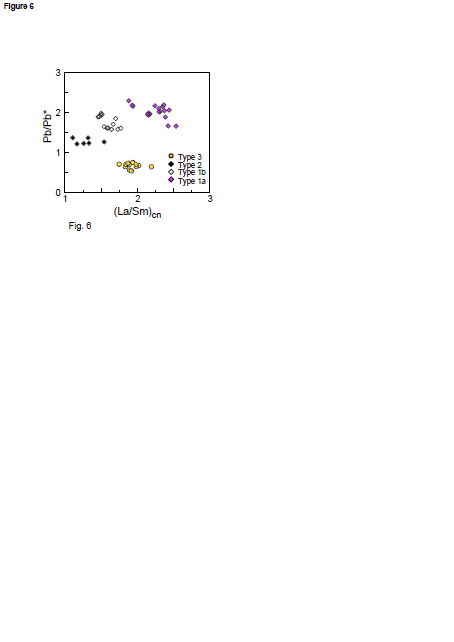 Figure 6
3
2
1
0
Pb/Pb*
Type 3
Type 2
Type 1b
Type 1a
1 2 3
(La/Sm)cn
Fig. 6